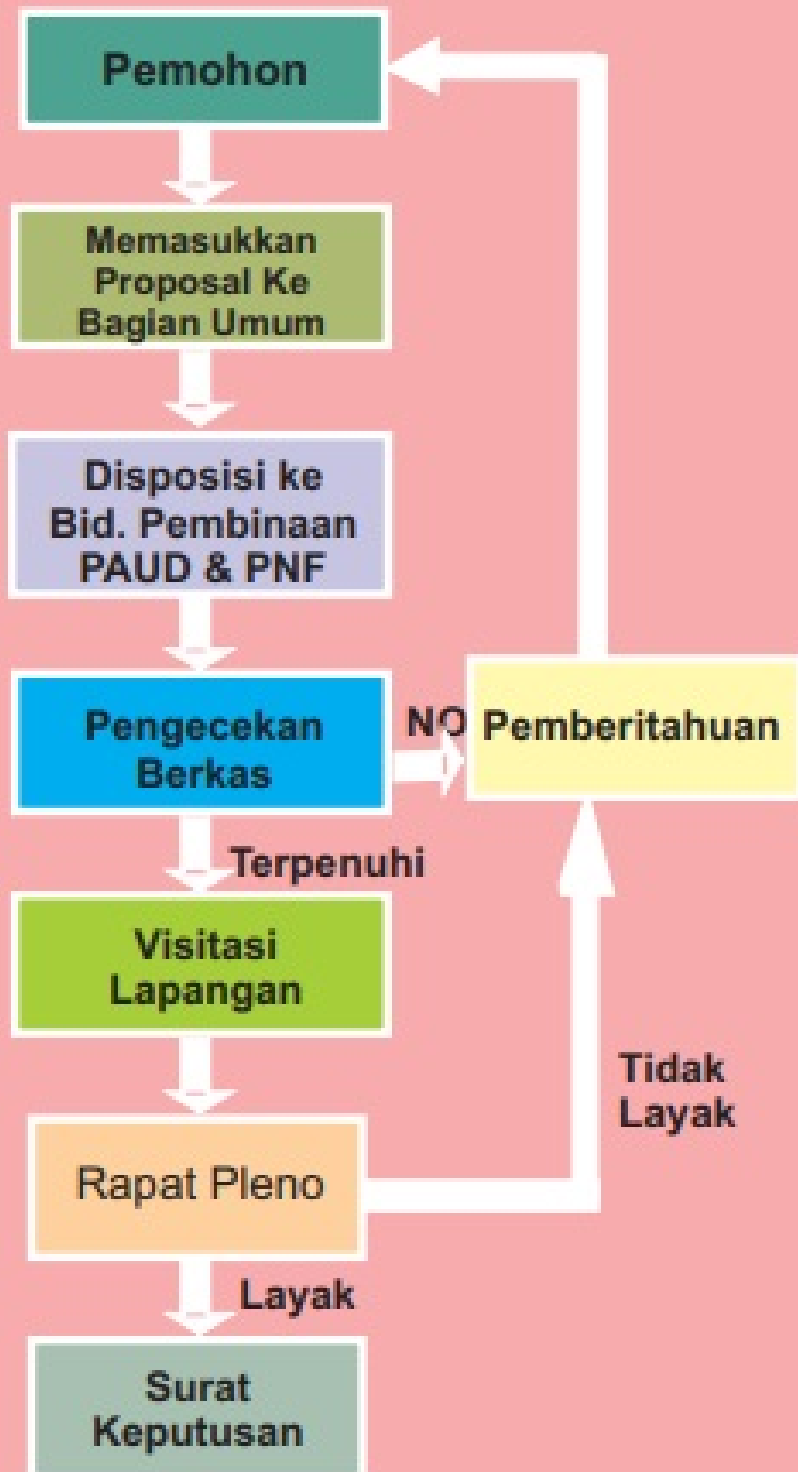 Pemohon
Memasukkan
Proposal Ke
Bagian Umum
Disposisi ke
Bid. Pembinaan
PAUD & PNF
Pengecekan
Berkas
NO
Pemberitahuan
Terpenuhi
Visitasi
Lapangan
Tidak
Layak
Rapat Pleno
Layak
Surat
Keputusan